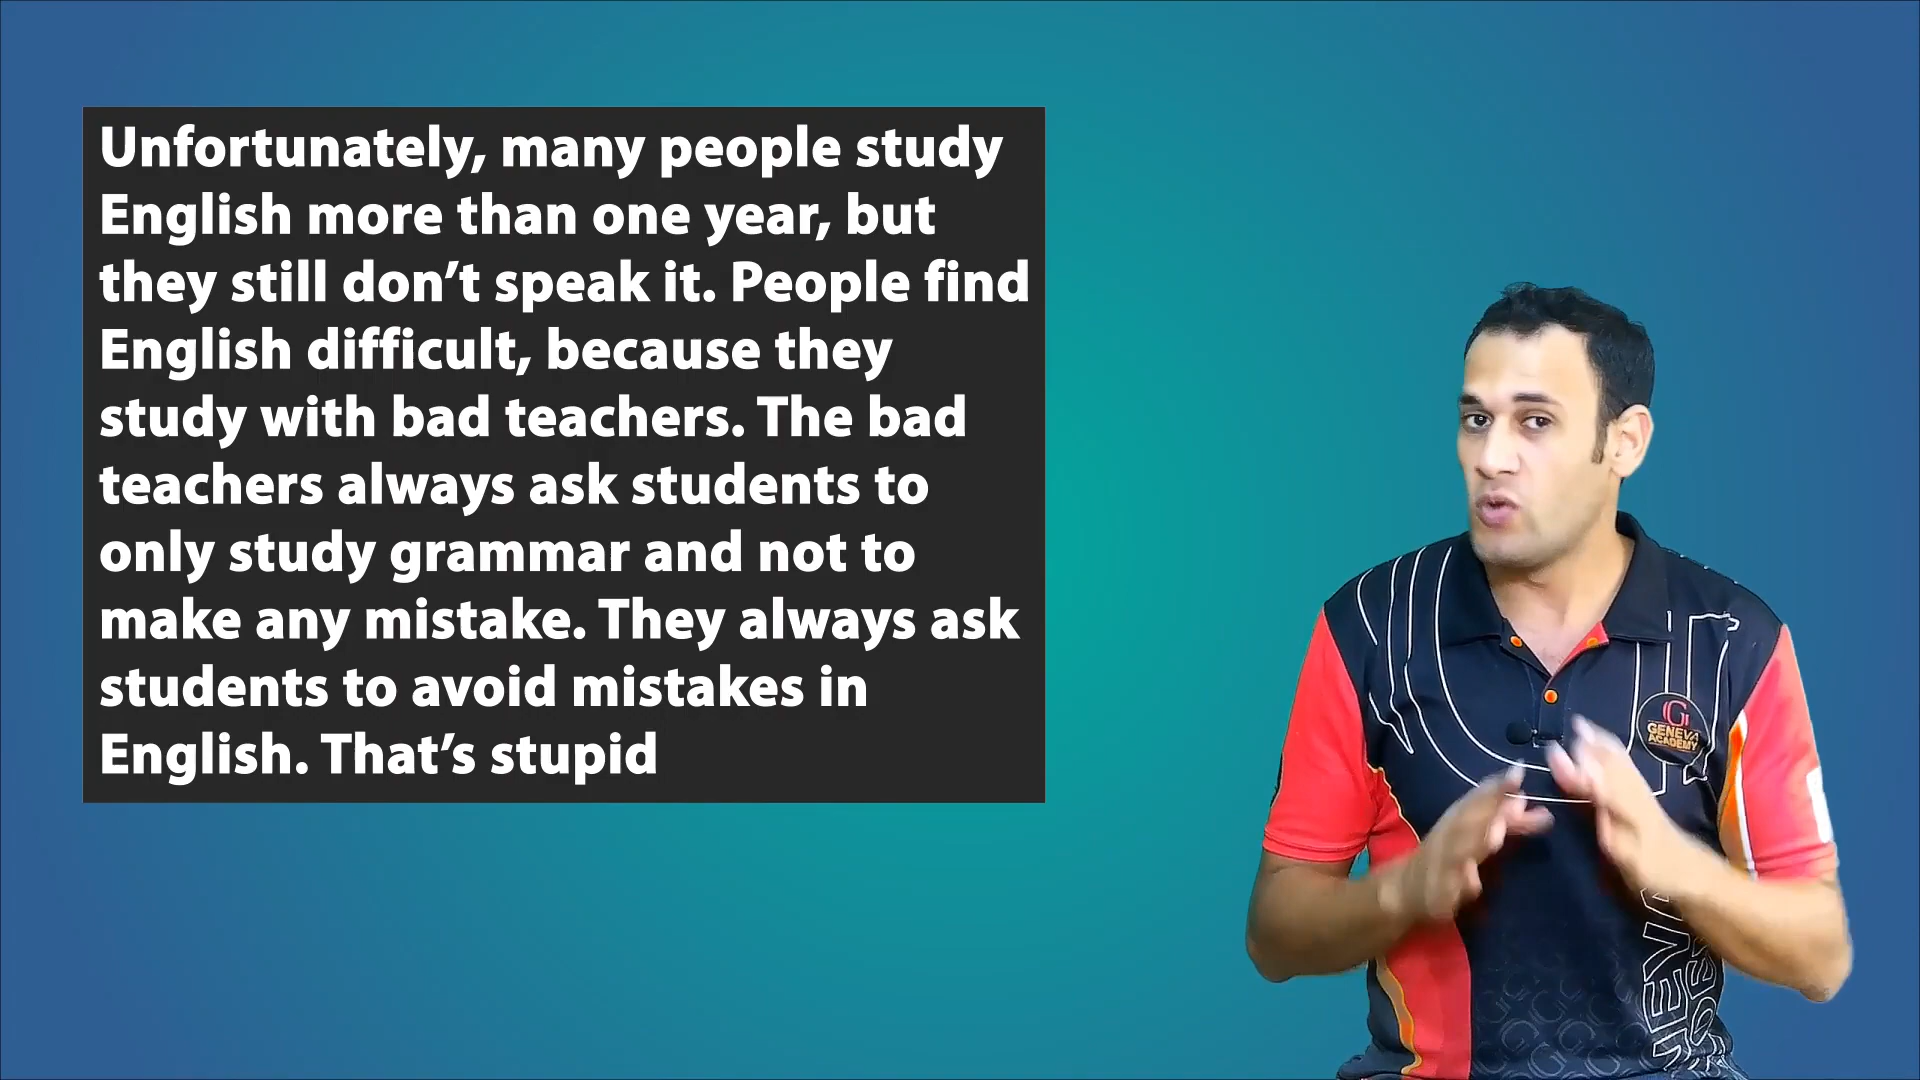 Unfortunately, many people study
English more than one year, but
they still don’t speak it. People find
English difficult, because they
study with bad teachers. The bad
teachers always ask students to
only study grammar and not to
make any mistake. They always ask
students to avoid mistakes in
English. That’s stupid
G
GENEVA
ACADEMY